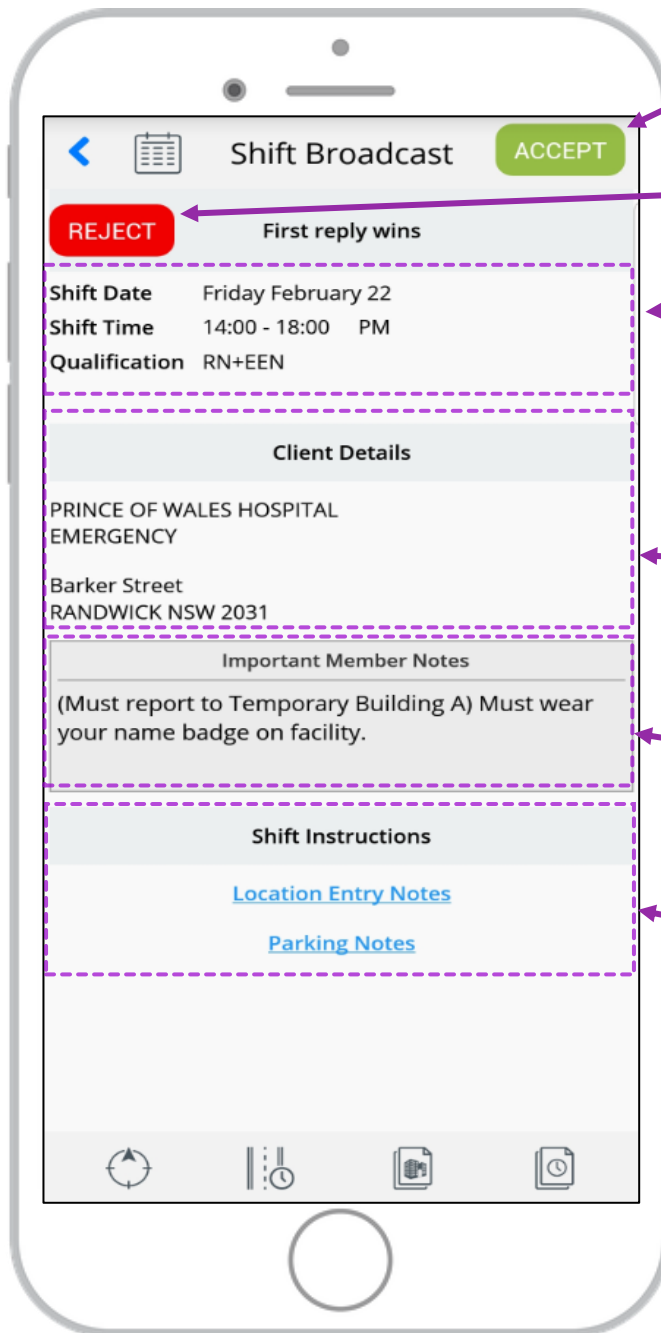 Shift Broadcast ACCEPT
REJECT First reply wins
Shift Date Friday February 22
Shift Time 14:00 - 18:00 PM
Qualification RN+EEN
Client Details
PRINCE OF WALES HOSPITAL
EMERGENCY
Barker Street
RANDWICK NSW 2031
Important Member Notes
(Must report to Temporary Building A) Must wear
your name badge on facility.
Shift Instructions
Location Entry Notes
Parking Notes